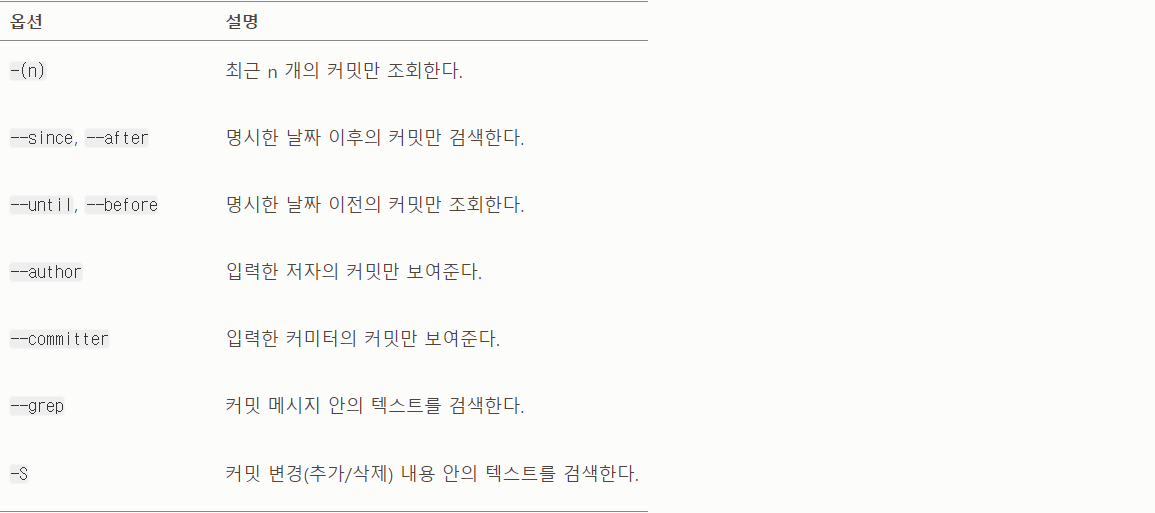 옵션 설명
-(n) 최근 n 개의 커밋만 조회한다.
--since, --after 명시한 날짜 이후의 커밋만 검색한다.
--until, --before 명시한 날짜 이전의 커밋만 조회한다.
--author 입력한 저자의 커밋만 보여준다.
--committer 입력한 커미터의 커밋만 보여준다.
--grep 커밋 메시지 안의 텍스트를 검색한다.
-S 커밋 변경(추가/삭제) 내용 안의 텍스트를 검색한다.